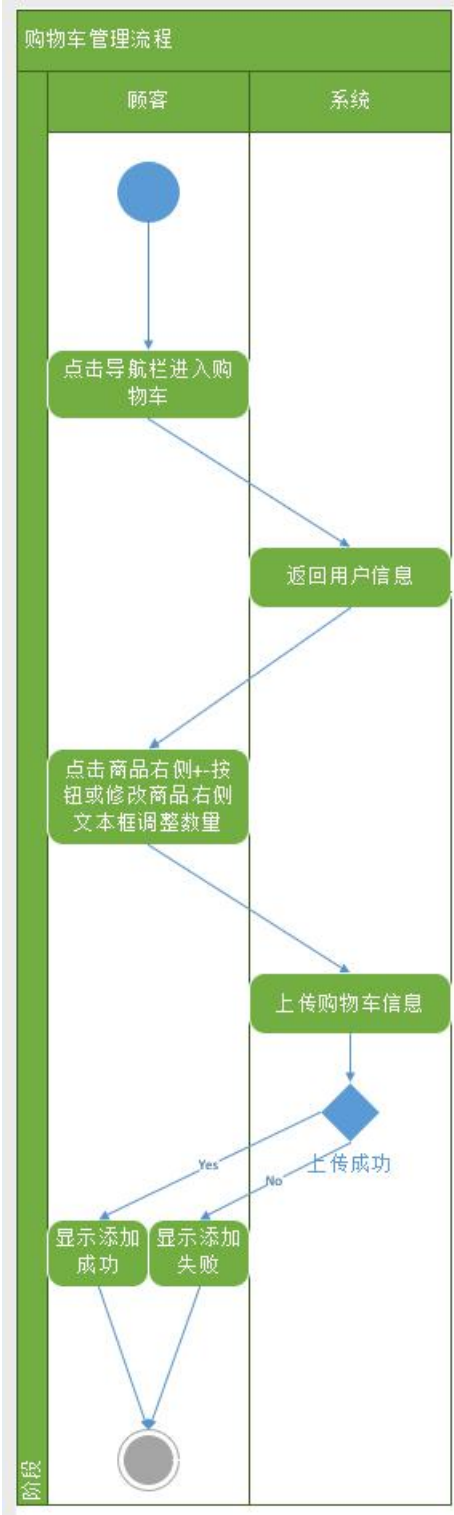 购物车管理流程
顾客
系统
点击导航栏进入购
物车
返回用户信息
点击商品右侧+-按
钮或修改商品右侧
文本框调整数量
上传购物车信息
上传成功
Yes
No
显示添加
成功
显示添加
失败
阶段